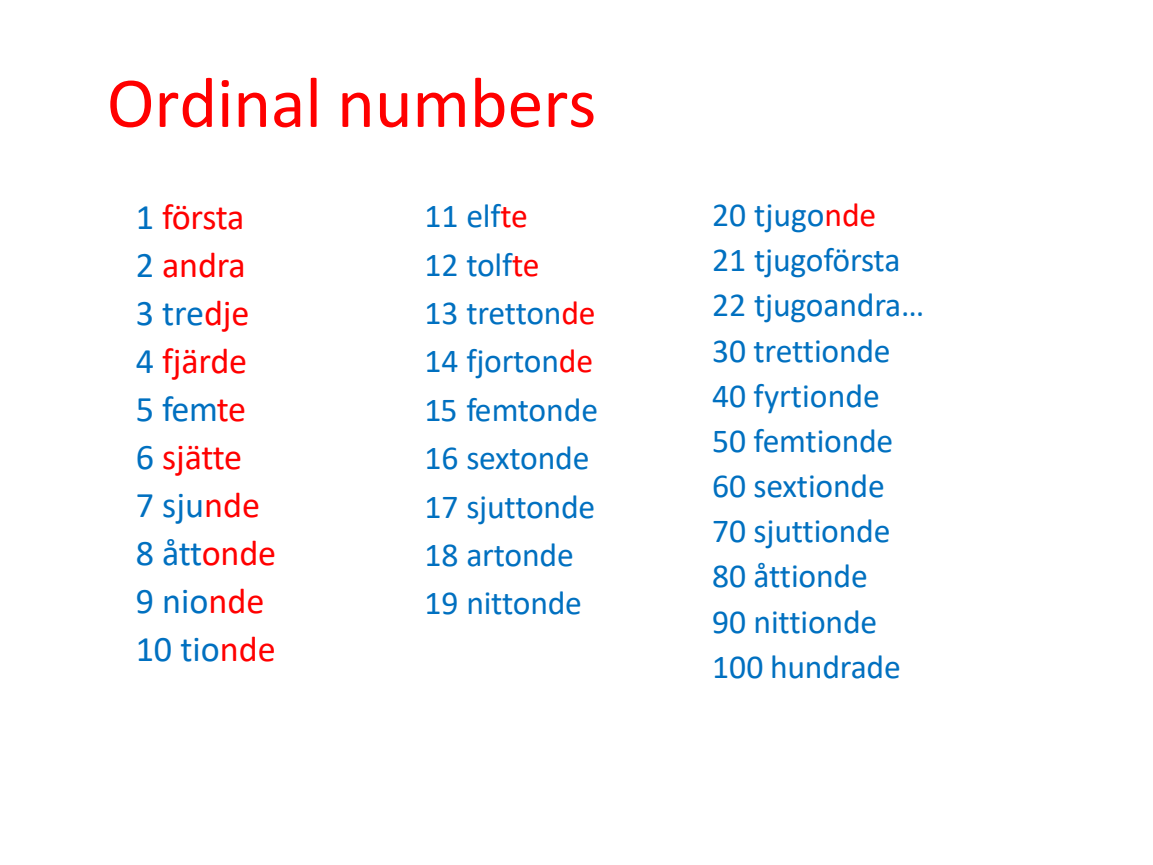 Ordinal numbers
1 första
2 andra
3 tredje
4 fjärde
5 femte
6 sjätte
7 sjunde
8 åttonde
9 nionde
10 tionde
11 elfte
12 tolfte
13 trettonde
14 fjortonde
15 femtonde
16 sextonde
17 sjuttonde
18 artonde
19 nittonde
20 tjugonde
21 tjugoförsta
22 tjugoandra…
30 trettionde
40 fyrtionde
50 femtionde
60 sextionde
70 sjuttionde
80 åttionde
90 nittionde
100 hundrade